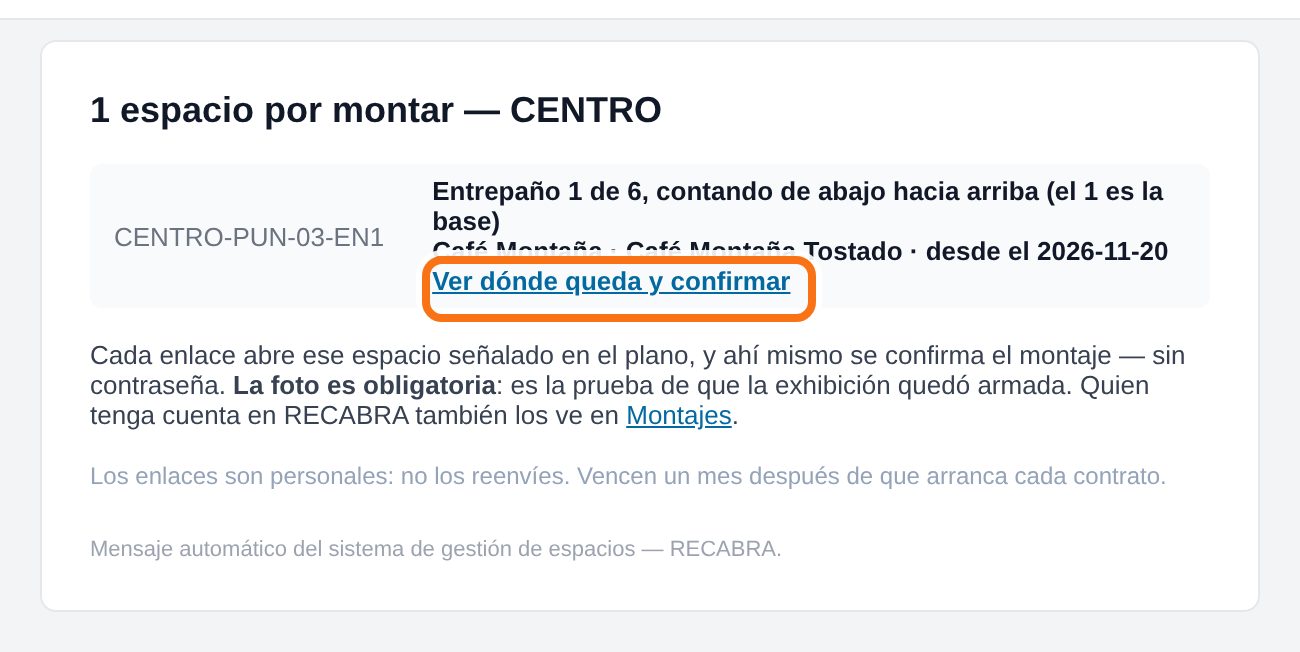 1 espacio por montar — CENTRO
CENTRO-PUN-03-EN1
Entrepaño 1 de 6, contando de abajo hacia arriba (el 1 es la
base)
Café Montaña · Café Montaña Tostado · desde el 2026-11-20
Ver dónde queda y confirmar
Cada enlace abre ese espacio señalado en el plano, y ahí mismo se confirma el montaje — sin
contraseña. La foto es obligatoria: es la prueba de que la exhibición quedó armada. Quien
tenga cuenta en RECABRA también los ve en Montajes.
Los enlaces son personales: no los reenvíes. Vencen un mes después de que arranca cada contrato.
Mensaje automático del sistema de gestión de espacios — RECABRA.